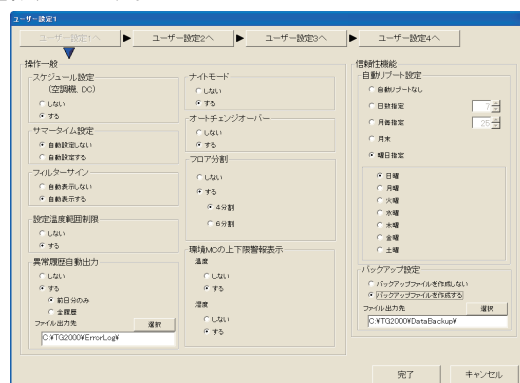 ユーザー設定1
ユーザー設定1へ
ユーザー設定2へ
ユーザー設定3へ
ユーザー設定4へ
操作一般
スケジュール設定
(空調機, DC)
しない
する
サマータイム設定
自動設定しない
自動設定する
フィルターサイン
自動表示しない
自動表示する
設定温度範囲制限
しない
する
異常履歴自動出力
しない
する
前日分のみ
全履歴
ファイル出力先
選択
C:¥TG2000¥ErrorLog¥
ナイトモード
しない
する
オートチェンジオーバー
しない
する
フロア分割
しない
する
4分割
6分割
環境MCの上下限警報表示
温度
しない
する
湿度
しない
する
信頼性機能
自動リブート設定
自動リブートなし
日数指定
7
月毎指定
25
月末
曜日指定
日曜
月曜
火曜
水曜
木曜
金曜
土曜
バックアップ設定
バックアップファイルを作成しない
バックアップファイルを作成する
ファイル出力先
選択
C:¥TG2000¥DataBackup¥
完了
キャンセル